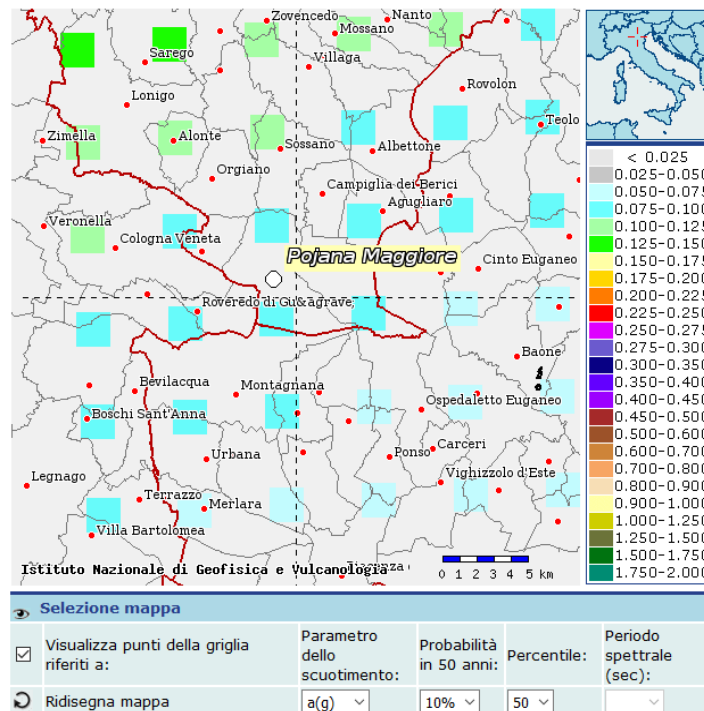 Zovencedo
Nanto
Mossano
Sarego
Villaga
Rovolon
Lonigo
Teolo
Zimella
Alonte
Sossano
Albettone
Orgiano
Campiglia dei Berici
Agugliaro
Veronella
Cologna Veneta
Pojana Maggiore
Cinto Euganeo
Roveredo di Gu&agrave;
Baone
Bevilacqua
Montagnana
Ospedaletto Euganeo
Boschi Sant'Anna
Urbana
Ponso
Carceri
Legnago
Vighizzolo d'Este
Terrazzo
Merlara
Villa Bartolomea
Istituto Nazionale di Geofisica e Vulcanologia
0 1 2 3 4 5 km
< 0.025
0.025-0.050
0.050-0.075
0.075-0.100
0.100-0.125
0.125-0.150
0.150-0.175
0.175-0.200
0.200-0.225
0.225-0.250
0.250-0.275
0.275-0.300
0.300-0.350
0.350-0.400
0.400-0.450
0.450-0.500
0.500-0.600
0.600-0.700
0.700-0.800
0.800-0.900
0.900-1.000
1.000-1.250
1.250-1.500
1.500-1.750
1.750-2.000
Selezione mappa
Visualizza punti della griglia
riferiti a:
Parametro
dello
scuotimento:
Probabilità
in 50 anni:
Percentile:
Periodo
spettrale
(sec):
Ridisegna mappa
a(g)
10%
50